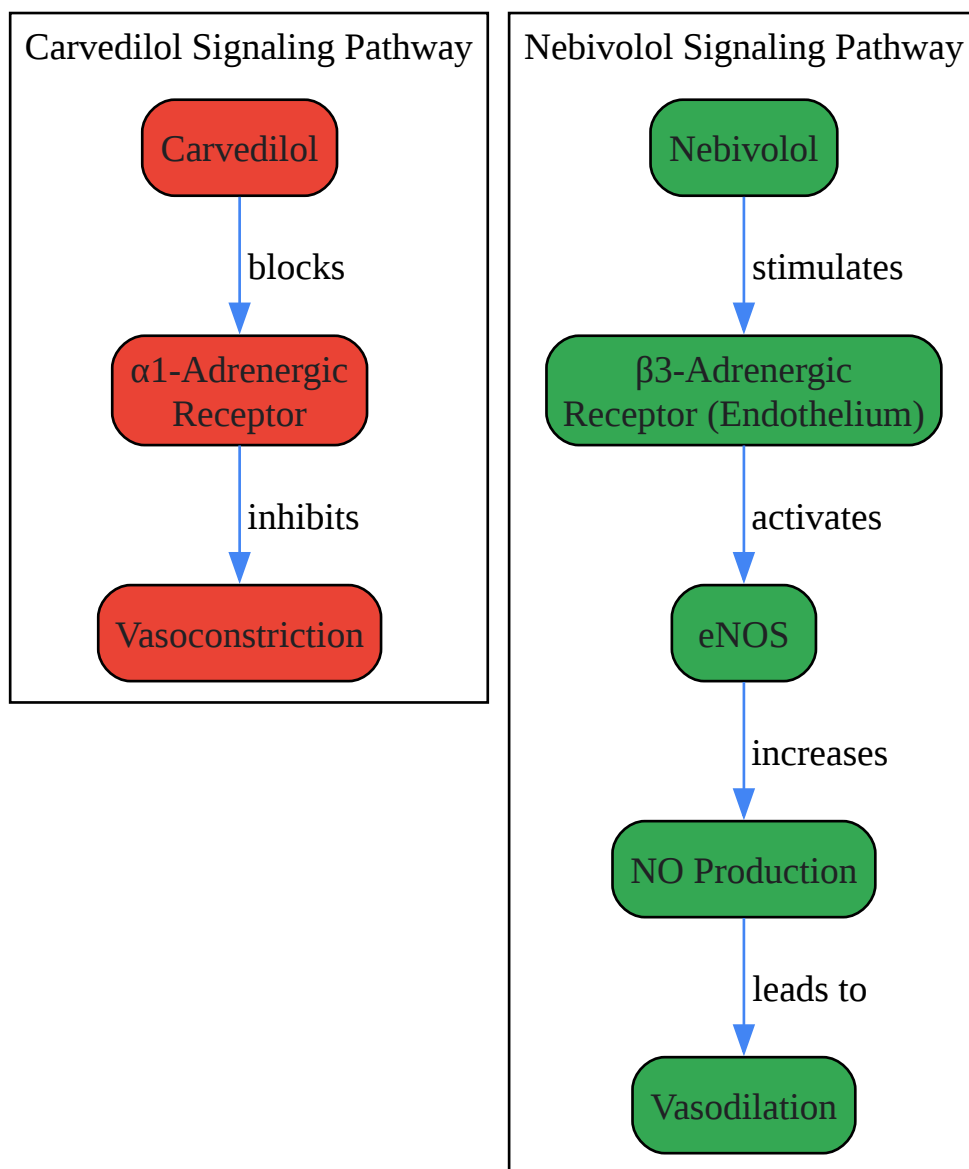 Carvedilol Signaling Pathway
Carvedilol
blocks
α1-Adrenergic
Receptor
inhibits
Vasoconstriction
Nebivolol Signaling Pathway
Nebivolol
stimulates
β3-Adrenergic
Receptor (Endothelium)
activates
eNOS
increases
NO Production
leads to
Vasodilation